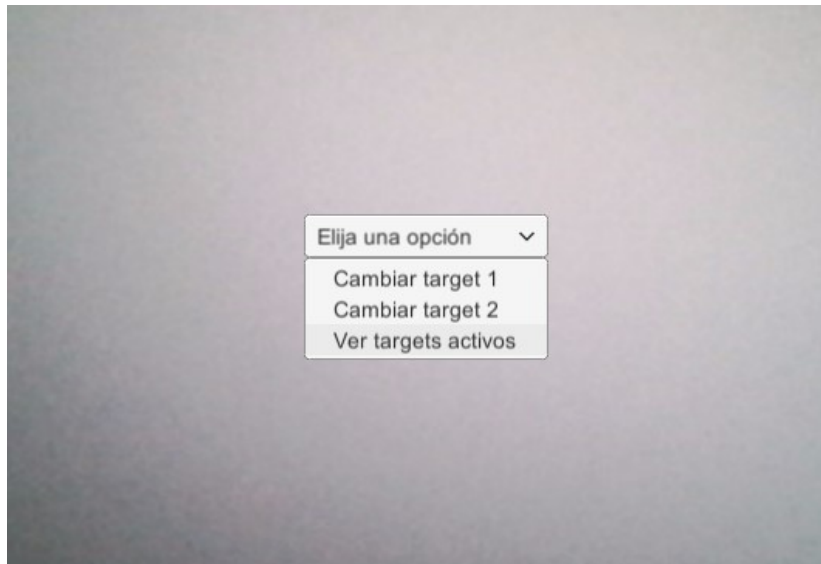 Elija una opción
Cambiar target 1
Cambiar target 2
Ver targets activos